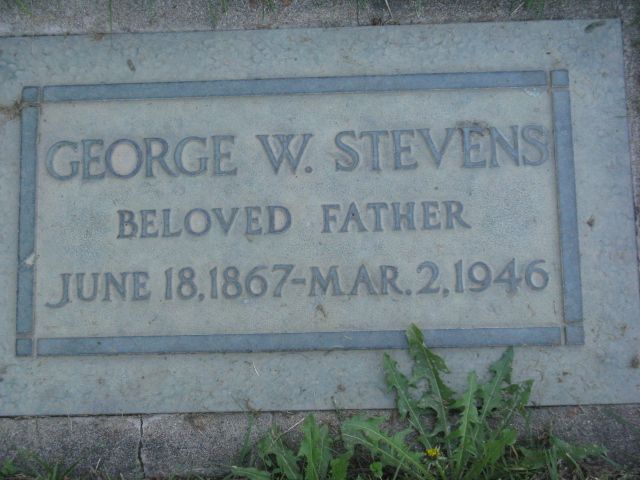 GEORGE W. STEVENS
BELOVED FATHER
JUNE 18, 1867-MAR. 2, 1946